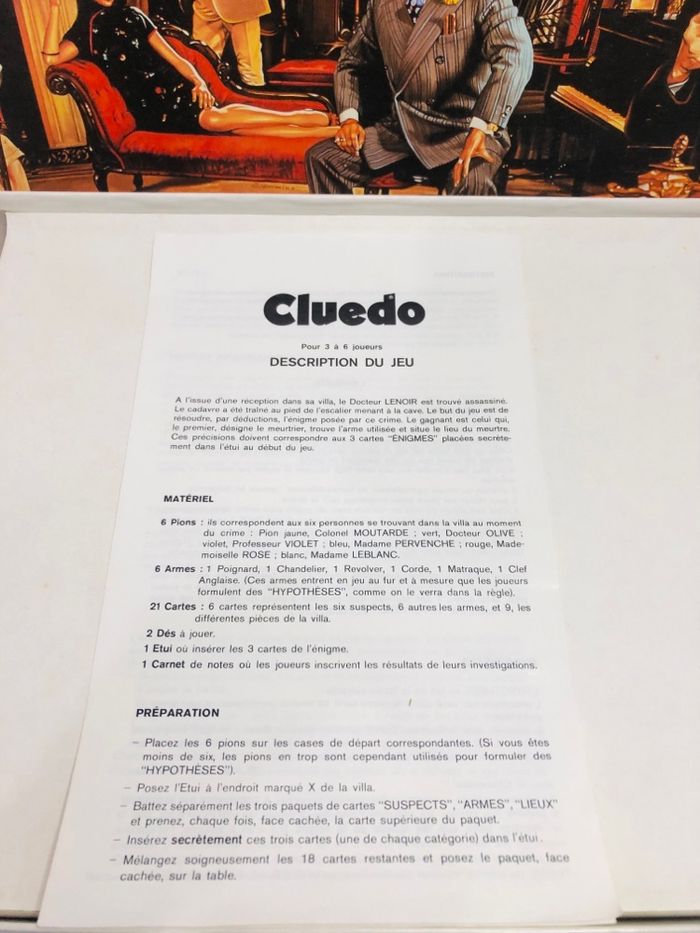 Cluedo
Pour 3 à 6 joueurs
DESCRIPTION DU JEU
A l'issue d'une réception dans sa villa, le Docteur LENOIR est trouvé assassiné.
Le cadavre a été traîné au pied de l'escalier menant à la cave. Le but du jeu est de
résoudre, par déductions, l'énigme posée par ce crime. Le gagnant est celui qui,
le premier, désigne le meurtrier, trouve l'arme utilisée et situe le lieu du meurtre.
Ces précisions doivent correspondre aux 3 cartes "ÉNIGMES" placées secrète-
ment dans l'étui au début du jeu.
MATÉRIEL
6 Pions : ils correspondent aux six personnes se trouvant dans la villa au moment
du crime : Pion jaune, Colonel MOUTARDE ; vert, Docteur OLIVE ;
violet, Professeur VIOLET ; bleu, Madame PERVENCHE ; rouge, Made-
moiselle ROSE ; blanc, Madame LEBLANC.
6 Armes : 1 Poignard, 1 Chandelier, 1 Revolver, 1 Corde, 1 Matraque, 1 Clef
Anglaise. (Ces armes entrent en jeu au fur et à mesure que les joueurs
formulent des "HYPOTHÈSES", comme on le verra dans la règle).
21 Cartes : 6 cartes représentent les six suspects, 6 autres les armes, et 9, les
différentes pièces de la villa.
2 Dés à jouer.
1 Etui où insérer les 3 cartes de l'énigme.
1 Carnet de notes où les joueurs inscrivent les résultats de leurs investigations.
PRÉPARATION
– Placez les 6 pions sur les cases de départ correspondantes. (Si vous êtes
moins de six, les pions en trop sont cependant utilisés pour formuler des
"HYPOTHÈSES").
– Posez l'Etui à l'endroit marqué X de la villa.
– Battez séparément les trois paquets de cartes "SUSPECTS", "ARMES", "LIEUX"
et prenez, chaque fois, face cachée, la carte supérieure du paquet.
– Insérez secrètement ces trois cartes (une de chaque catégorie) dans l'étui.
– Mélangez soigneusement les 18 cartes restantes et posez le paquet, face
cachée, sur la table.